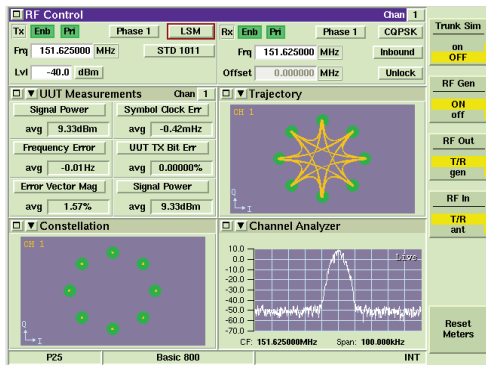 RF Control Chan 1
Tx Enb Pri Phase 1 LSM Rx Enb Pri Phase 1 CQPSK
Frq 151.625000 MHz STD 1011 Frq 151.625000 MHz Inbound
Lvl -40.0 dBm Offset 0.000000 MHz Unlock
UUT Measurements Chan 1
Signal Power Symbol Clock Err
avg 9.33dBm avg -0.42mHz
Frequency Error UUT TX Bit Err
avg -0.01Hz avg 0.00000%
Error Vector Mag Signal Power
avg 1.57% avg 9.33dBm
Trajectory
CH 1
Q
I
Constellation
CH 1
Q
I
Channel Analyzer
Live
10.0
0.0
-10.0
-20.0
-30.0
-40.0
-50.0
-60.0
-70.0
CF: 151.625000MHz Span: 100.000kHz
P25 Basic 800 INT
Trunk Sim
on
OFF
RF Gen
ON
off
RF Out
T/R
gen
RF In
T/R
ant
Reset
Meters